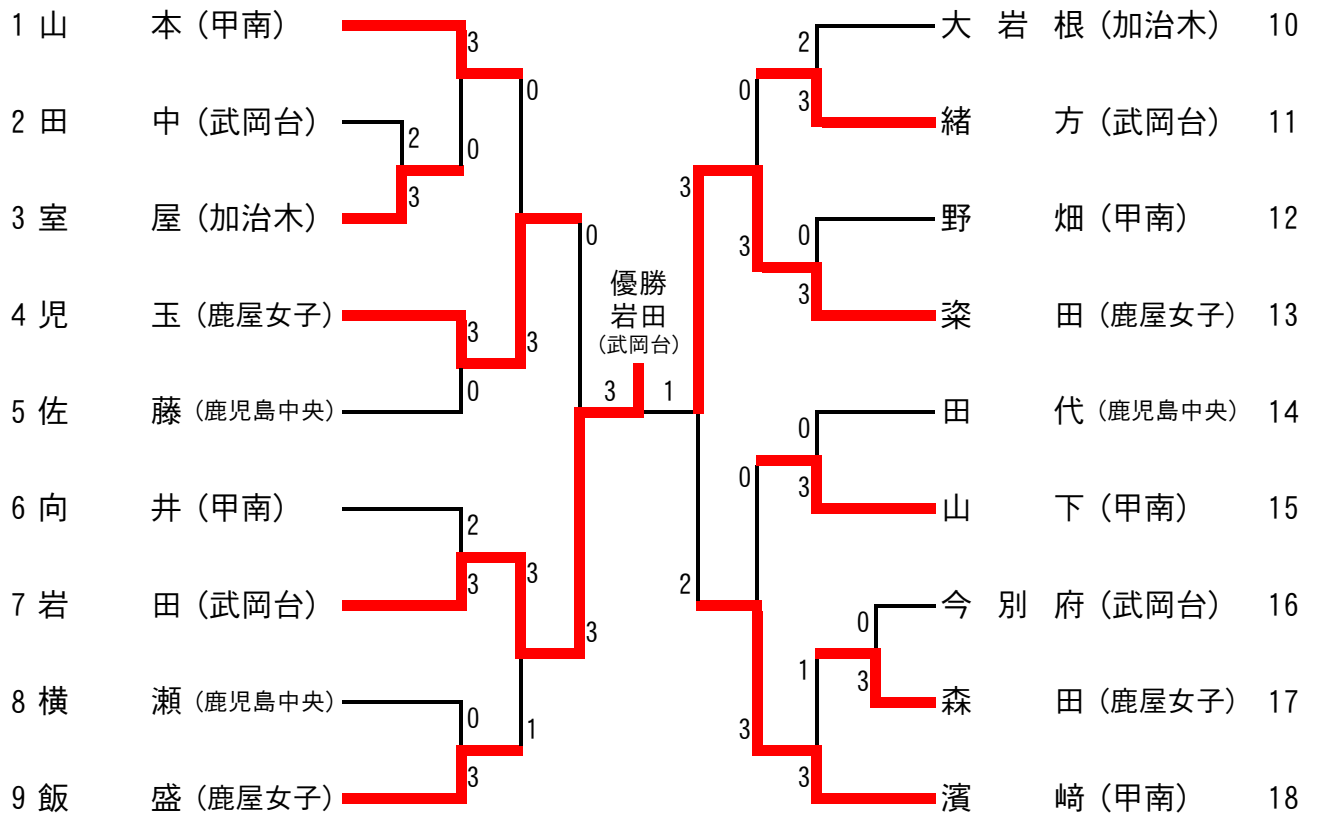 1 山 本（甲南）
2 田 中（武岡台）
3 室 屋（加治木）
4 児 玉（鹿屋女子）
5 佐 藤（鹿児島中央）
6 向 井（甲南）
7 岩 田（武岡台）
8 横 瀬（鹿児島中央）
9 飯 盛（鹿屋女子）
2
3
3
0
3
0
2
3
0
3
0
3
3
1
0
3
優勝
岩田
（武岡台）
3 1
3
2
0
3
0
3
2
3
0
3
0
3
1
3
0
3
大 岩 根（加治木） 10
緒 方（武岡台） 11
野 畑（甲南） 12
田（鹿屋女子） 13
田 代（鹿児島中央） 14
山 下（甲南） 15
今 別 府（武岡台） 16
森 田（鹿屋女子） 17
濱 﨑（甲南） 18